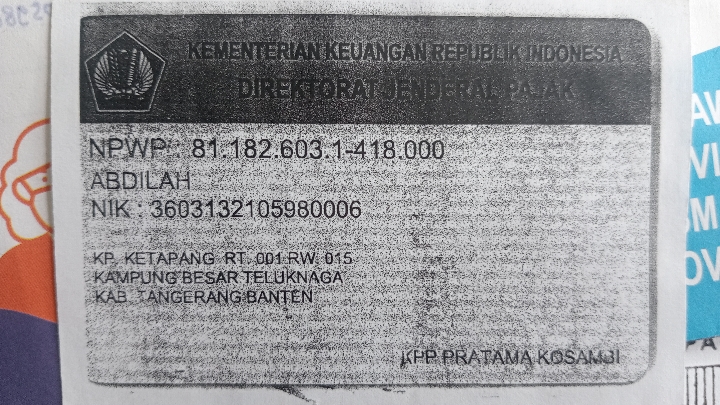 KEMENTERIAN KEUANGAN REPUBLIK INDONESIA
DIREKTORAT JENDERAL PAJAK
NPWP : 81.182.603.1-418.000
ABDILAH
NIK : 3603132105980006
KP. KETAPANG RT. 001 RW. 015
KAMPUNG BESAR TELUKNAGA
KAB. TANGERANG BANTEN
KPP PRATAMA KOSAMBI